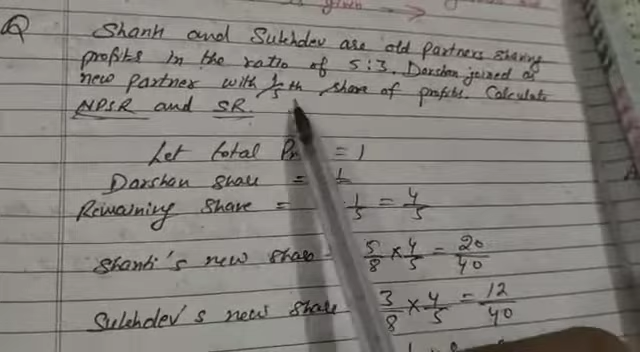 given →
Q Shanti and Sukhdev are old partners sharing
profits in the ratio of 5:3. Darshan joined as
new partner with 1/5 th share of profits. Calculate
NPSR and SR.
Let total = 1
Darshan share =
Remaining Share = 1/5 = 4/5
Shanti's new share 5/8 × 4/5 = 20/40
Sukhdev's new share 3/8 × 4/5 = 12/40